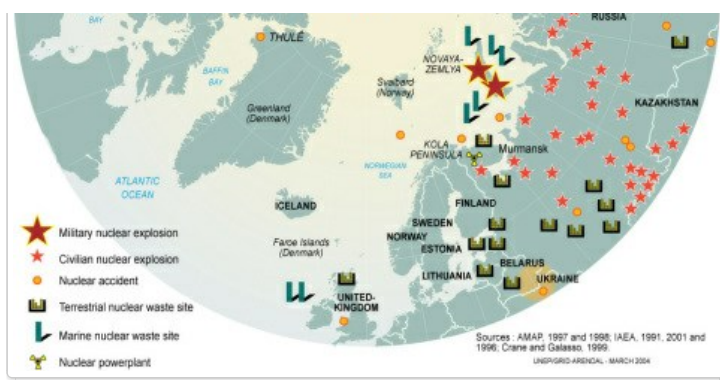 BAY
RUSSIA
THULÉ
NOVAYA-
ZEMLYA
BAFFIN
BAY
Svalbard
(Norway)
Greenland
(Denmark)
KAZAKHSTAN
KOLA
PENINSULA
Murmansk
NORWEGIAN
SEA
ATLANTIC
OCEAN
ICELAND
FINLAND
SWEDEN
NORWAY
Faroe Islands
(Denmark)
ESTONIA
BELARUS
LITHUANIA
UKRAINE
UNITED-
KINGDOM
Military nuclear explosion
Civilian nuclear explosion
Nuclear accident
Terrestrial nuclear waste site
Marine nuclear waste site
Nuclear powerplant
Sources : AMAP, 1997 and 1998; IAEA, 1991, 2001 and
1996; Crane and Galasso, 1999.
UNEP/GRID-ARENDAL - MARCH 2004